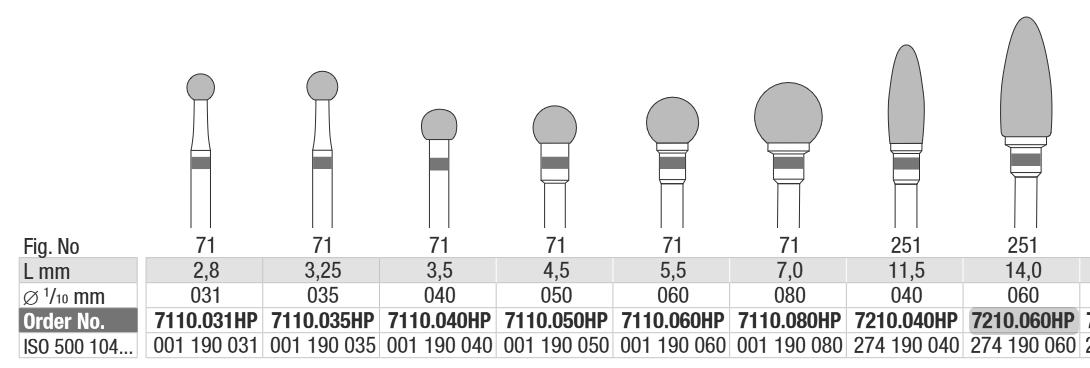 Fig. No 71 71 71 71 71 71 251 251
L mm 2,8 3,25 3,5 4,5 5,5 7,0 11,5 14,0
∅ 1/10 mm 031 035 040 050 060 080 040 060
Order No. 7110.031HP 7110.035HP 7110.040HP 7110.050HP 7110.060HP 7110.080HP 7210.040HP 7210.060HP
ISO 500 104... 001 190 031 001 190 035 001 190 040 001 190 050 001 190 060 001 190 080 274 190 040 274 190 060